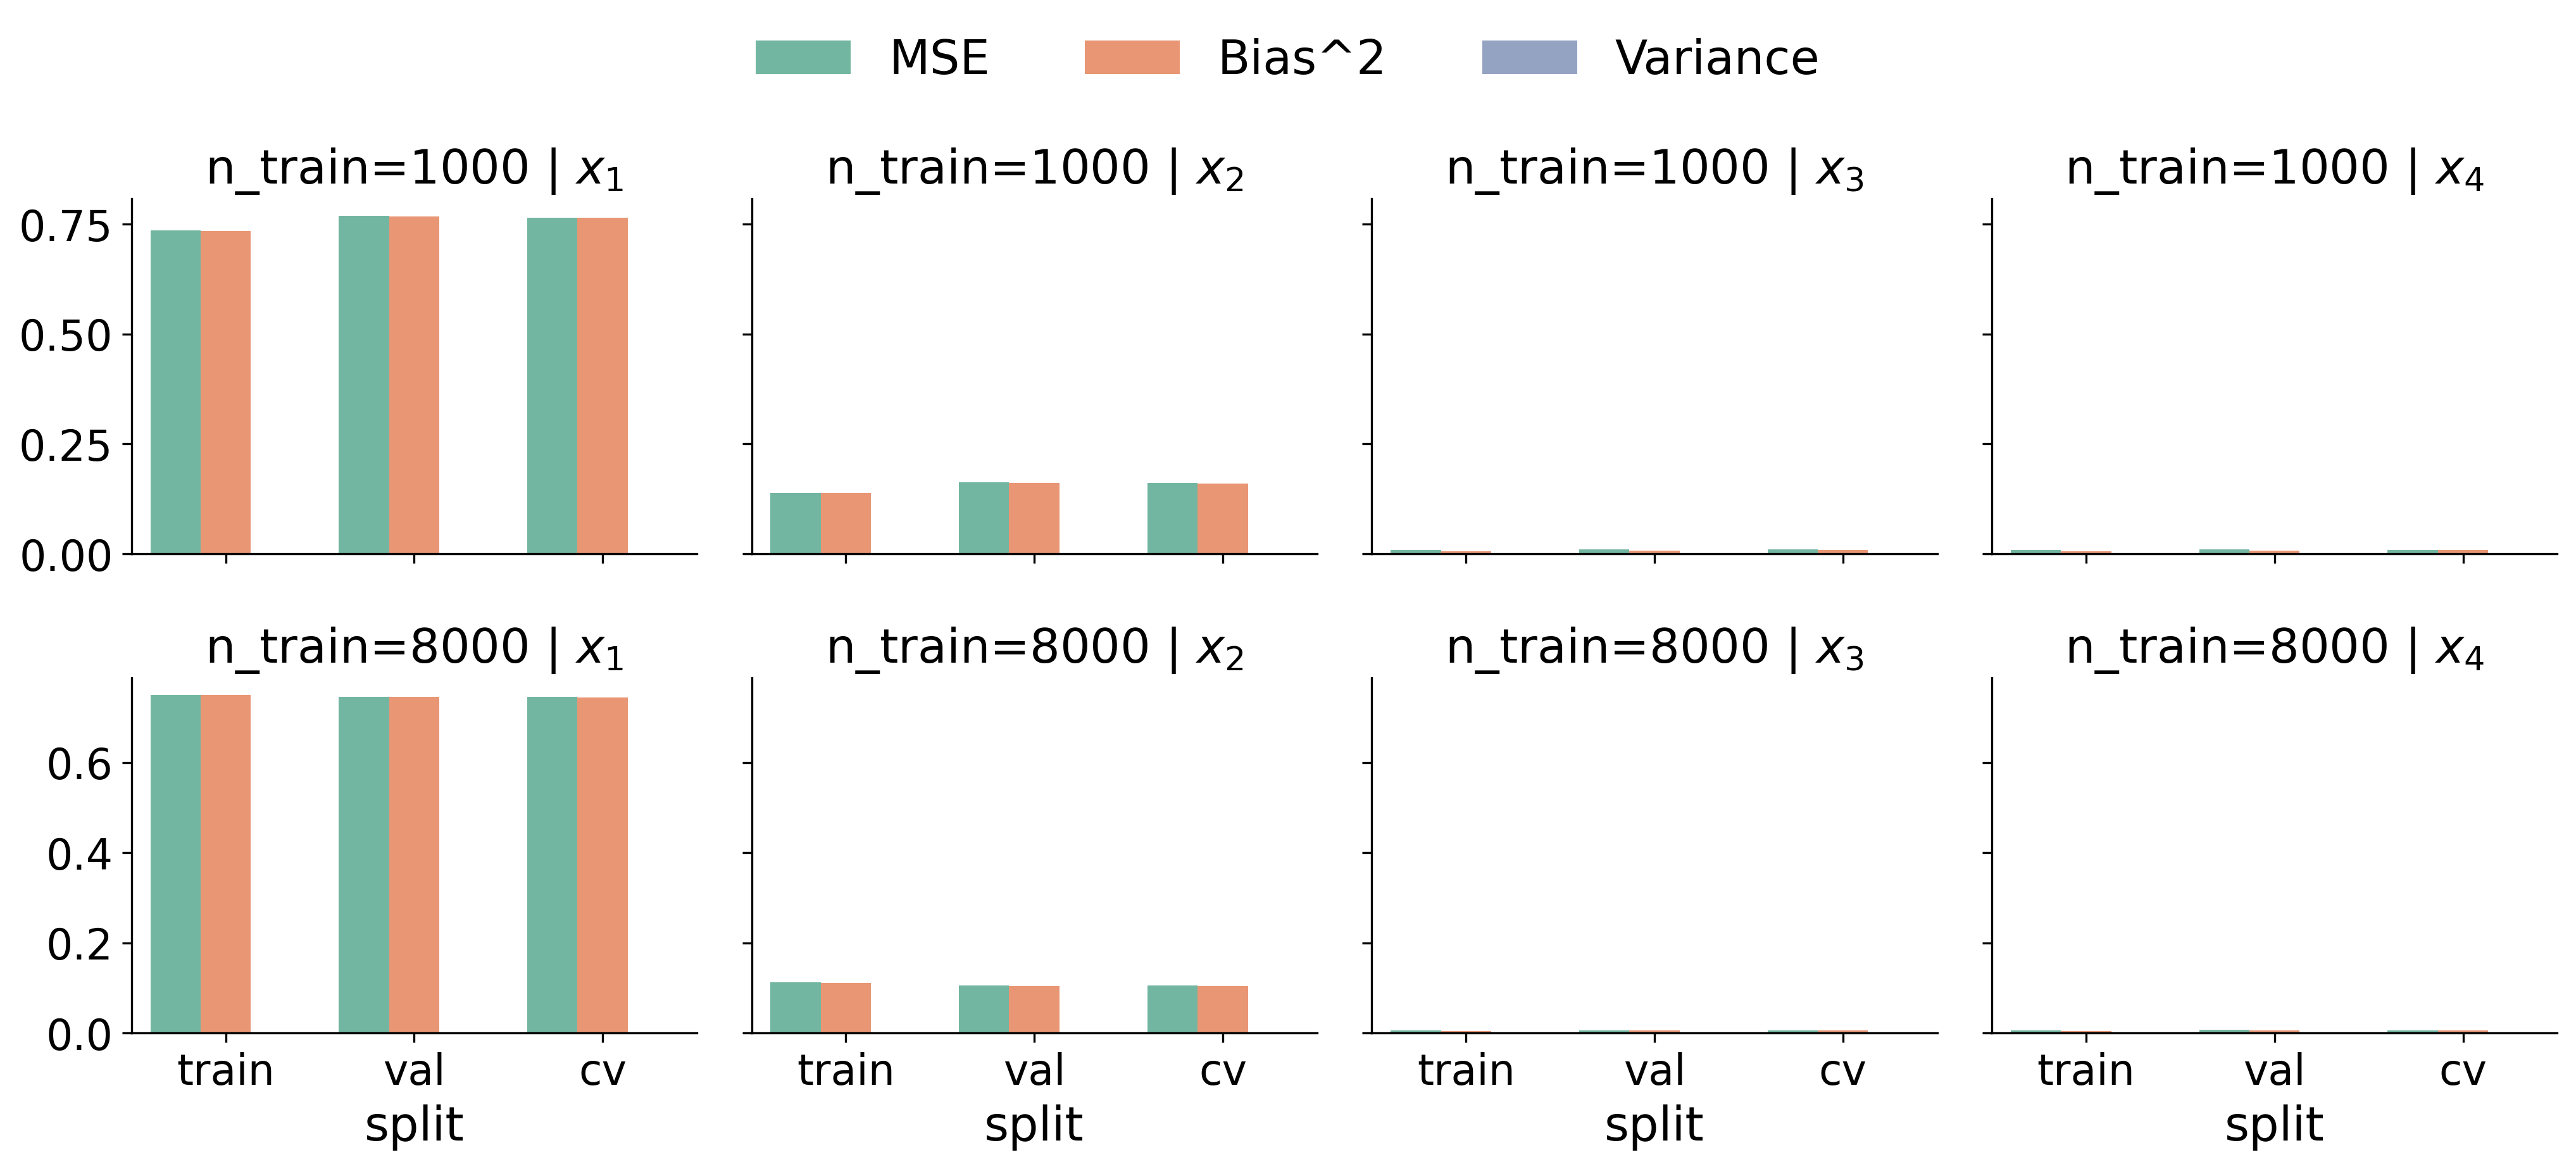 MSE Bias^2 Variance
n_train=1000 | x₁ n_train=1000 | x₂ n_train=1000 | x₃ n_train=1000 | x₄
0.75
0.50
0.25
0.00
n_train=8000 | x₁ n_train=8000 | x₂ n_train=8000 | x₃ n_train=8000 | x₄
0.6
0.4
0.2
0.0
train val cv train val cv train val cv train val cv
split split split split